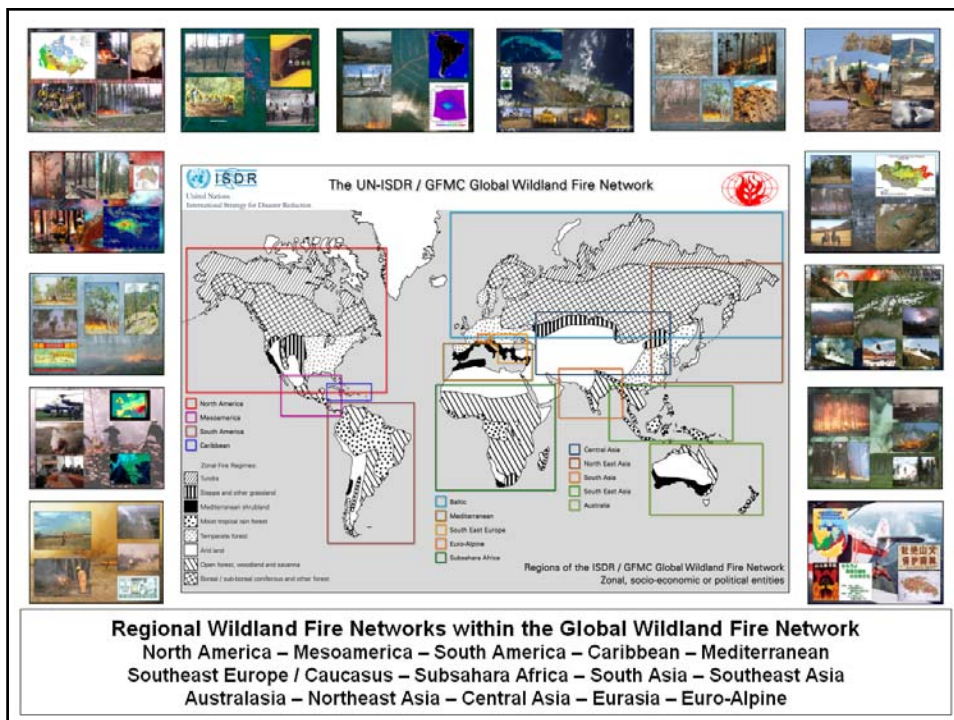 ISDR
United Nations
International Strategy for Disaster Reduction
The UN-ISDR / GFMC Global Wildland Fire Network
North America
Mesoamerica
South America
Caribbean
Zonal Fire Regimes:
Tundra
Steppe and other grassland
Mediterranean shrubland
Moist tropical rain forest
Temperate forest
Arid land
Open forest, woodland and savanna
Boreal / sub-boreal coniferous and other forest
Baltic
Mediterranean
South East Europe
Euro-Alpine
Subsahara Africa
Central Asia
North East Asia
South Asia
South East Asia
Australia
Regions of the ISDR / GFMC Global Wildland Fire Network
Zonal, socio-economic or political entities
Regional Wildland Fire Networks within the Global Wildland Fire Network
North America – Mesoamerica – South America – Caribbean – Mediterranean
Southeast Europe / Caucasus – Subsahara Africa – South Asia – Southeast Asia
Australasia – Northeast Asia – Central Asia – Eurasia – Euro-Alpine